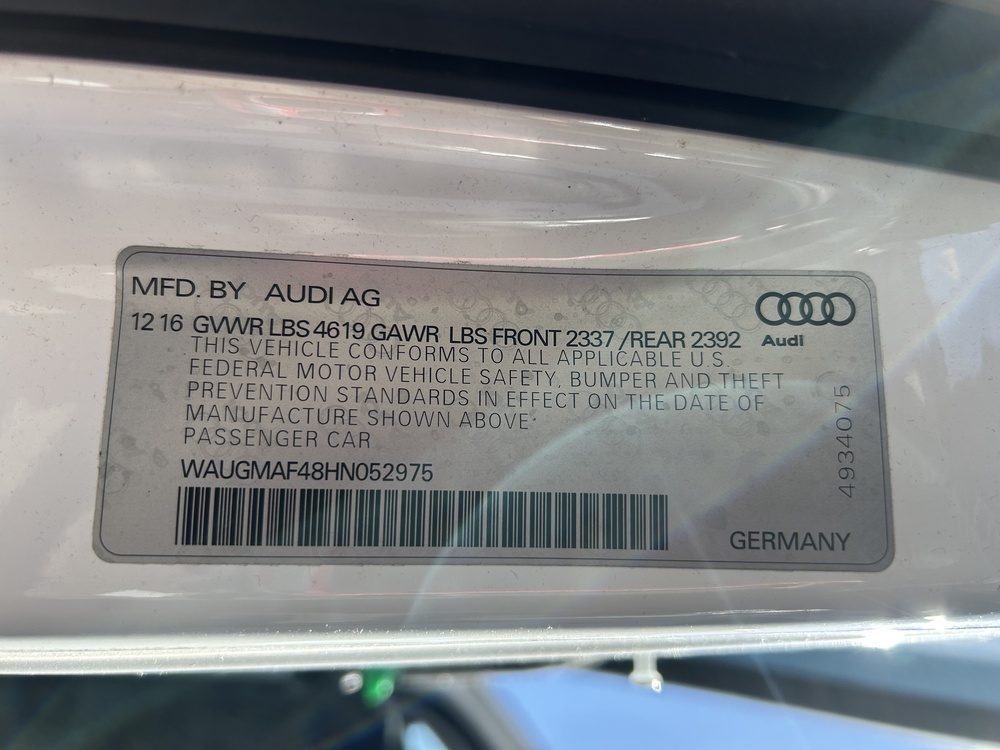 MFD. BY AUDI AG
12 16 GVWR LBS 4619 GAWR LBS FRONT 2337 /REAR 2392
Audi
THIS VEHICLE CONFORMS TO ALL APPLICABLE U.S.
FEDERAL MOTOR VEHICLE SAFETY, BUMPER AND THEFT
PREVENTION STANDARDS IN EFFECT ON THE DATE OF
MANUFACTURE SHOWN ABOVE.
PASSENGER CAR
WAUGMAF48HN052975
4934075
GERMANY